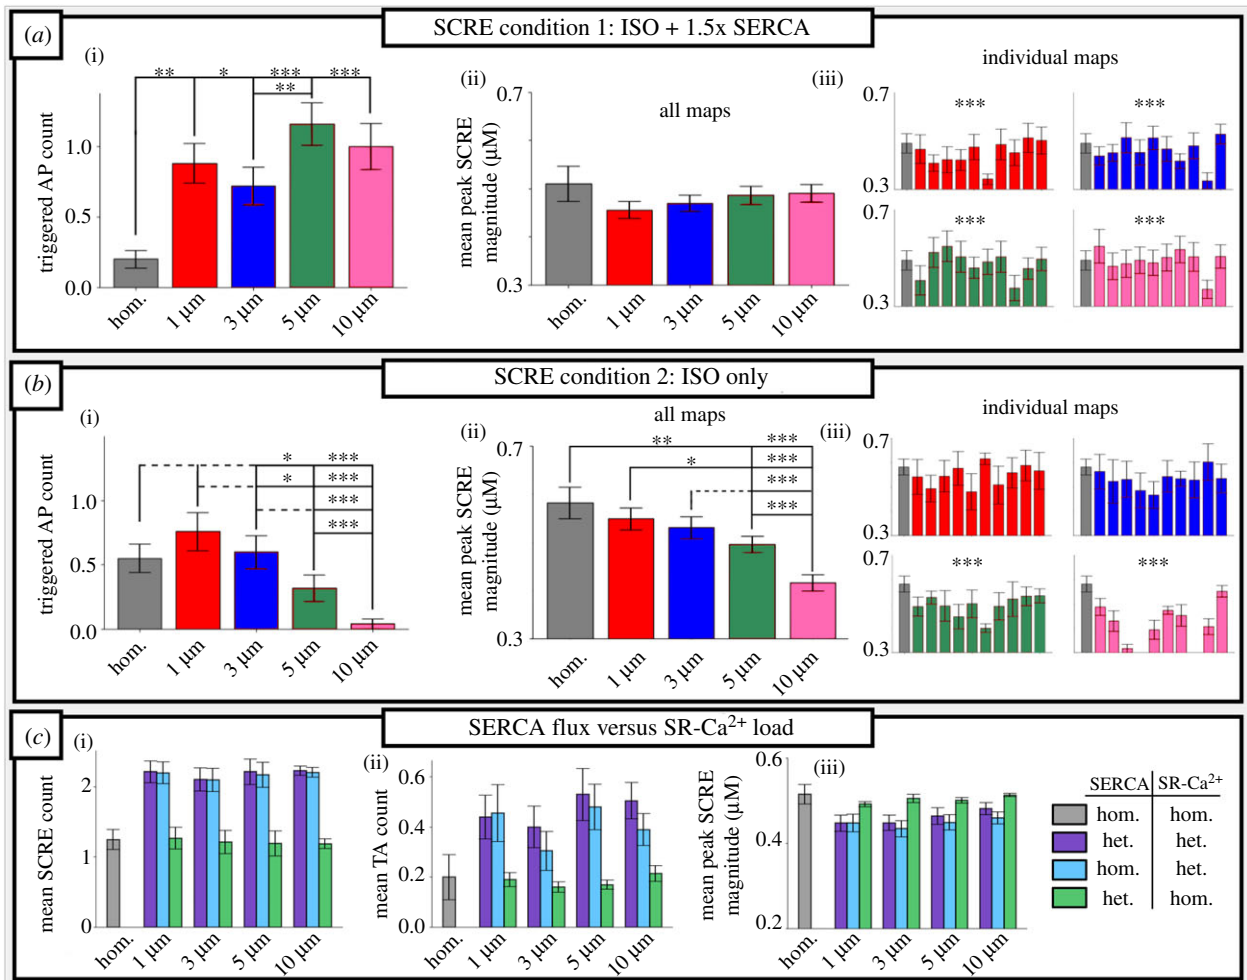 (a)
SCRE condition 1: ISO + 1.5x SERCA
(i)
triggered AP count
1.0
0.5
0.0
** * *** ***
**
hom.
1 µm
3 µm
5 µm
10 µm
(ii)
all maps
mean peak SCRE
magnitude (µM)
0.7
0.3
hom.
1 µm
3 µm
5 µm
10 µm
(iii)
individual maps
0.7
0.3
*** ***
0.7
0.3
*** ***
(b)
SCRE condition 2: ISO only
(i)
triggered AP count
1.0
0.5
0.0
* ***
* ***
***
***
hom.
1 µm
3 µm
5 µm
10 µm
(ii)
all maps
mean peak SCRE
magnitude (µM)
0.7
0.3
** ***
* ***
***
***
hom.
1 µm
3 µm
5 µm
10 µm
(iii)
individual maps
0.7
0.3
0.7
0.3
*** ***
(c)
SERCA flux versus SR-Ca²⁺ load
(i)
mean SCRE count
2
1
0
hom.
1 µm
3 µm
5 µm
10 µm
(ii)
mean TA count
0.6
0.4
0.2
0.0
hom.
1 µm
3 µm
5 µm
10 µm
(iii)
mean peak SCRE
magnitude (µM)
0.6
0.4
0.2
hom.
1 µm
3 µm
5 µm
10 µm
SERCA SR-Ca²⁺
hom. hom.
het. het.
hom. het.
het. hom.